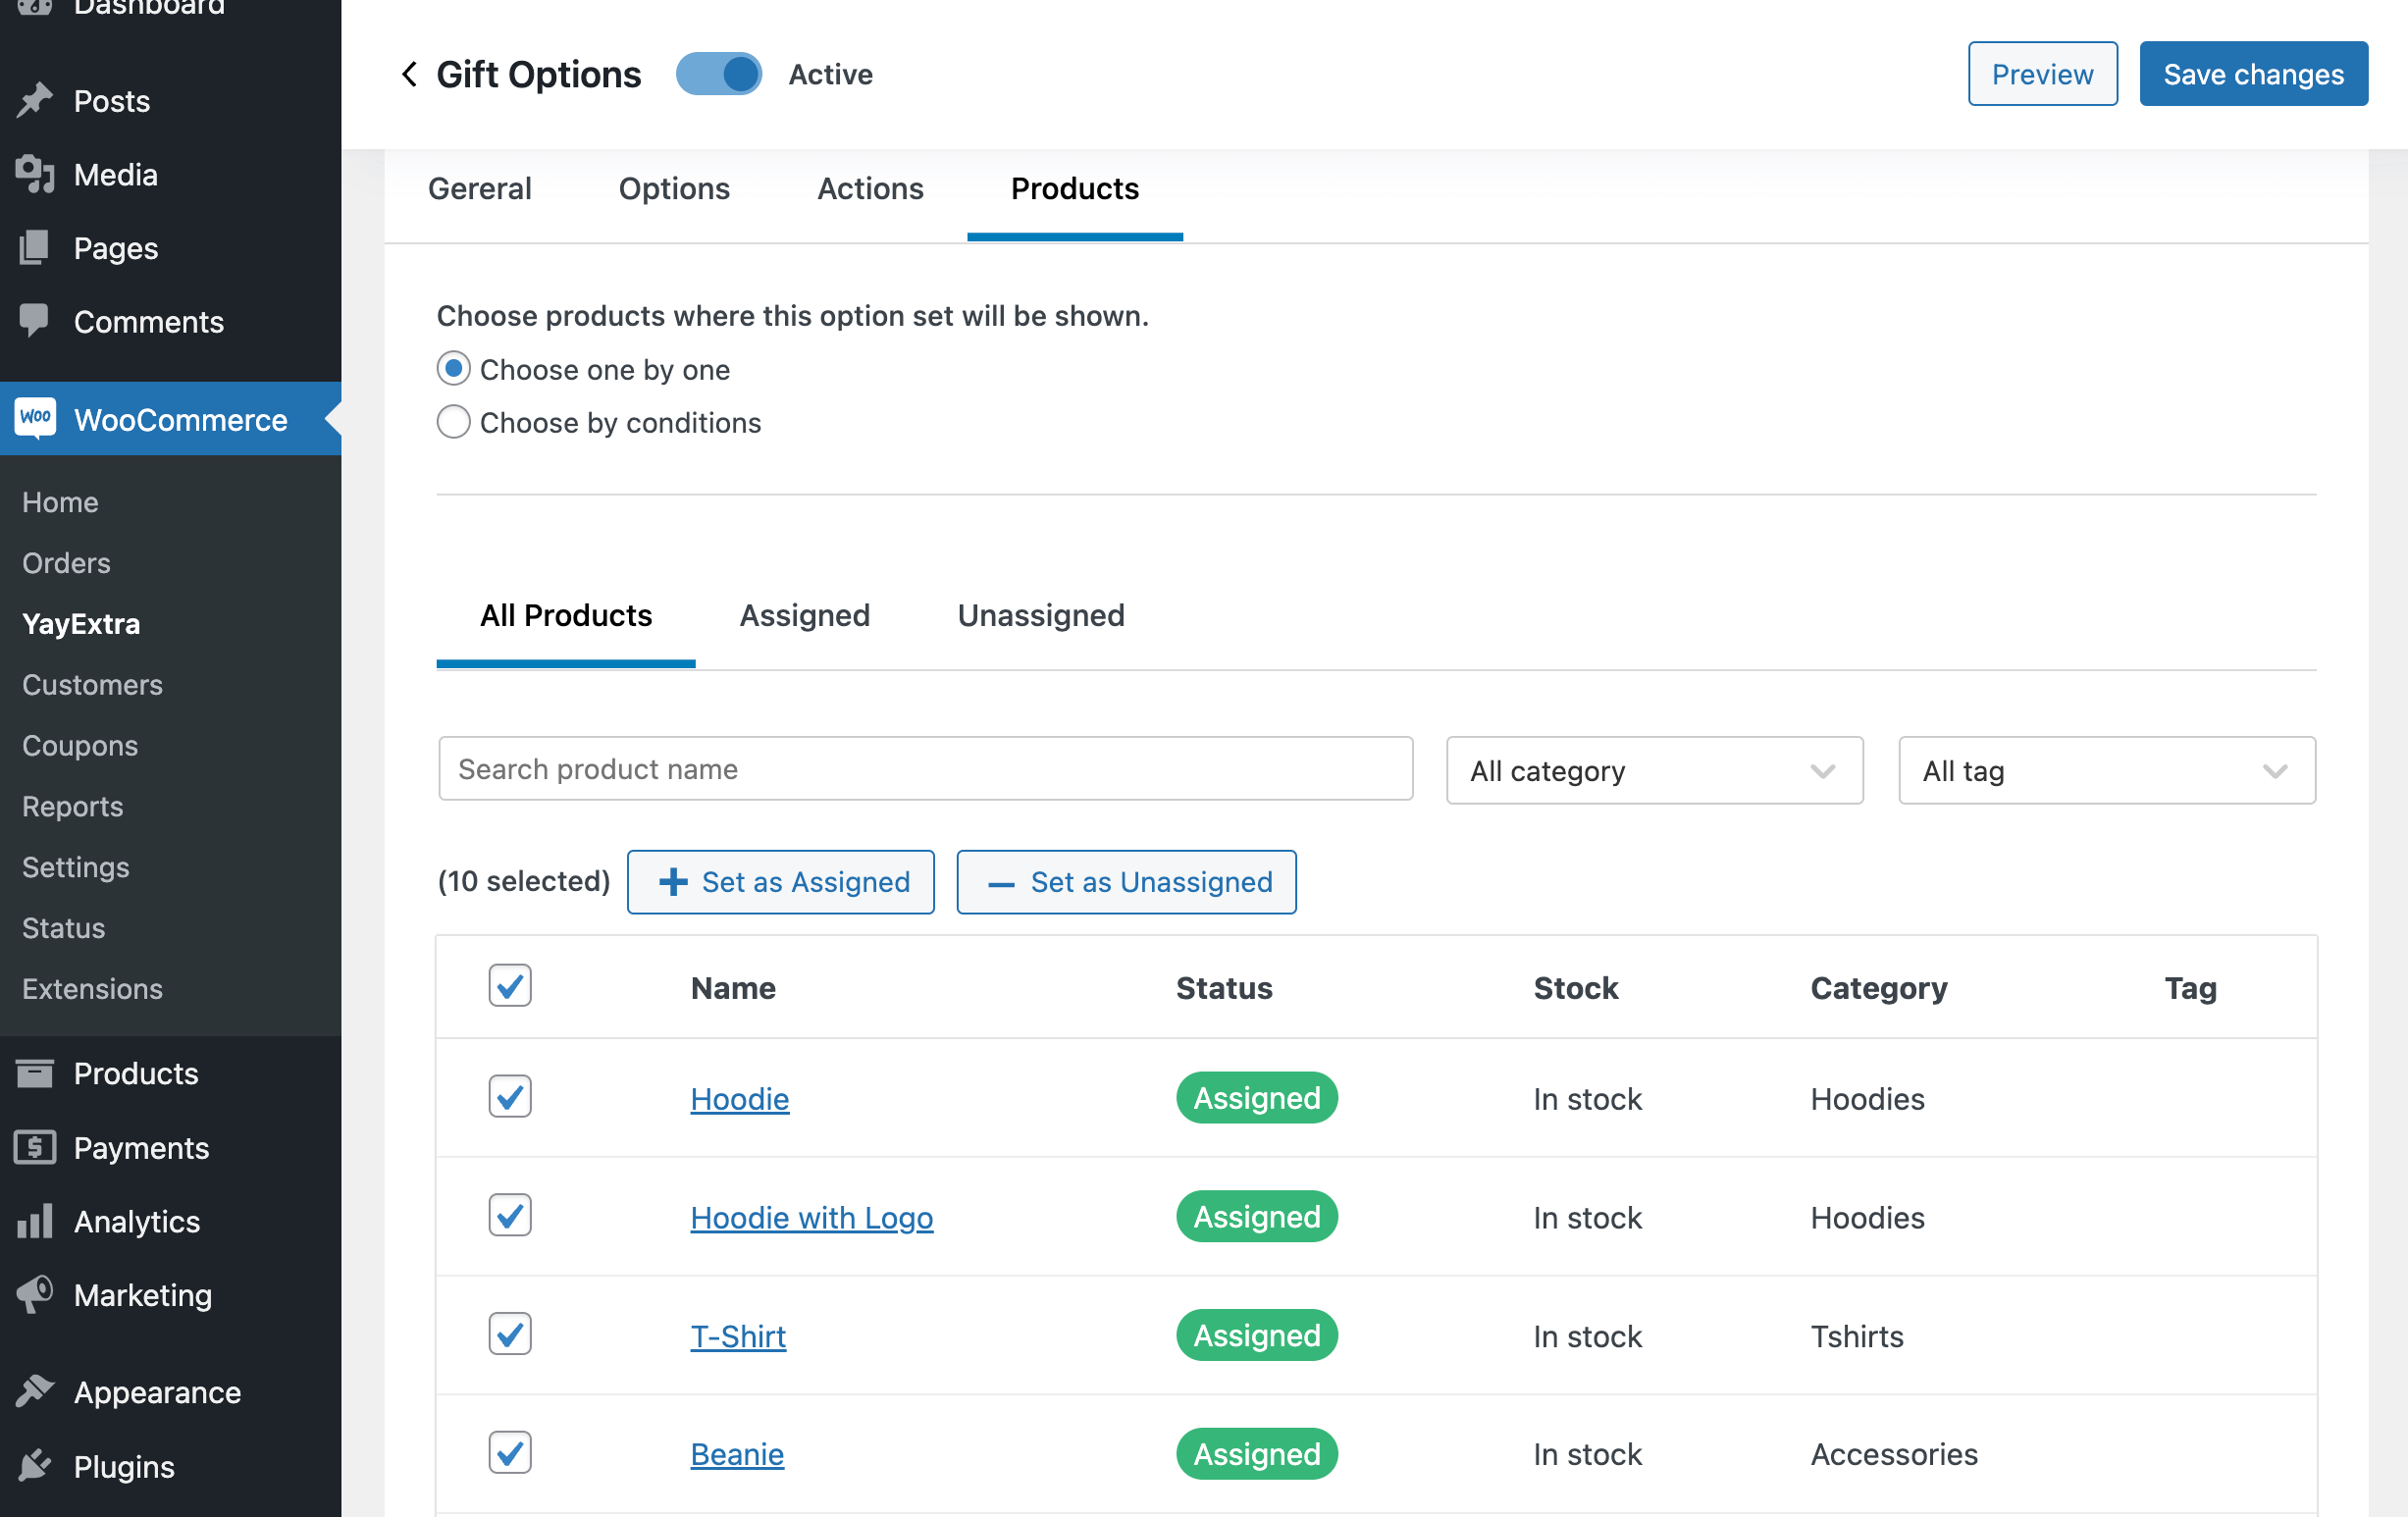 Dashboard
Posts
Media
Pages
Comments
Woo WooCommerce
Home
Orders
YayExtra
Customers
Coupons
Reports
Settings
Status
Extensions
Products
Payments
Analytics
Marketing
Appearance
Plugins
Gift Options Active Preview Save changes
Gereral Options Actions Products
Choose products where this option set will be shown.
Choose one by one
Choose by conditions
All Products Assigned Unassigned
Search product name All category All tag
(10 selected) + Set as Assigned – Set as Unassigned
Name Status Stock Category Tag
Hoodie Assigned In stock Hoodies
Hoodie with Logo Assigned In stock Hoodies
T-Shirt Assigned In stock Tshirts
Beanie Assigned In stock Accessories